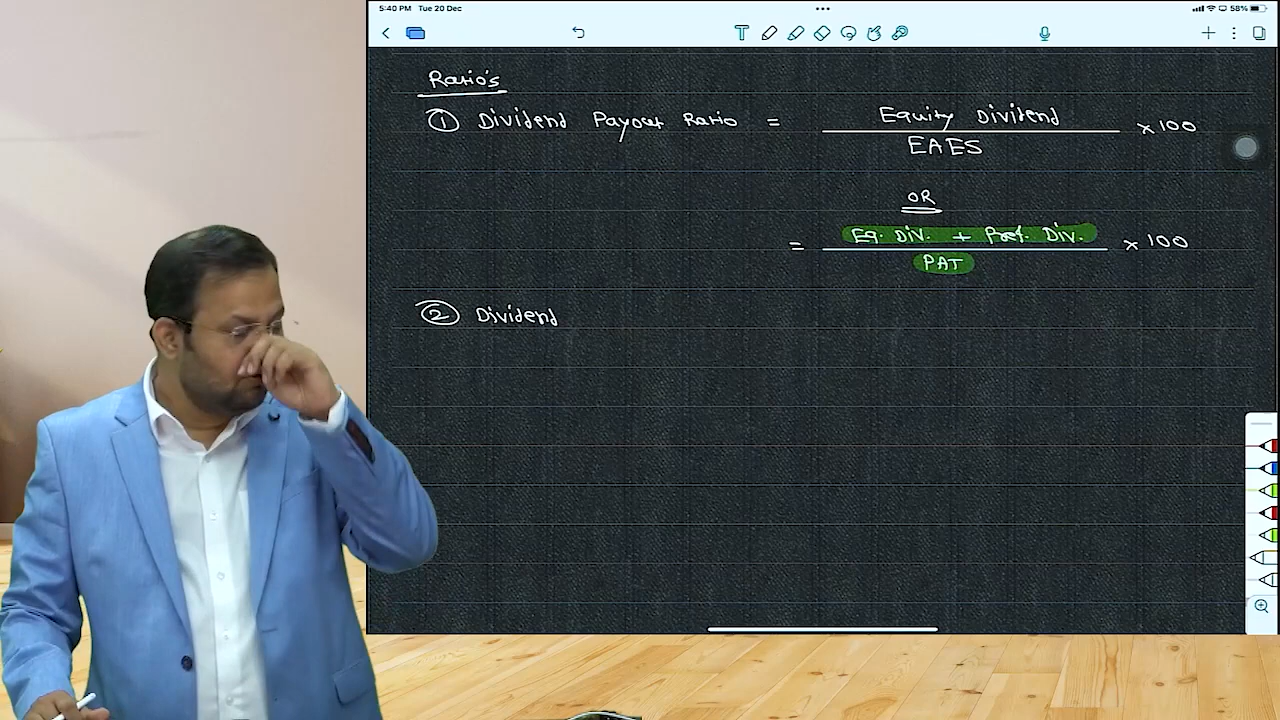 5:40 PM Tue 20 Dec
58%
Ratio's
① Dividend Payout Ratio = Equity Dividend / EAES × 100
OR
= Eq. Div. + Pref. Div. / PAT × 100
② Dividend